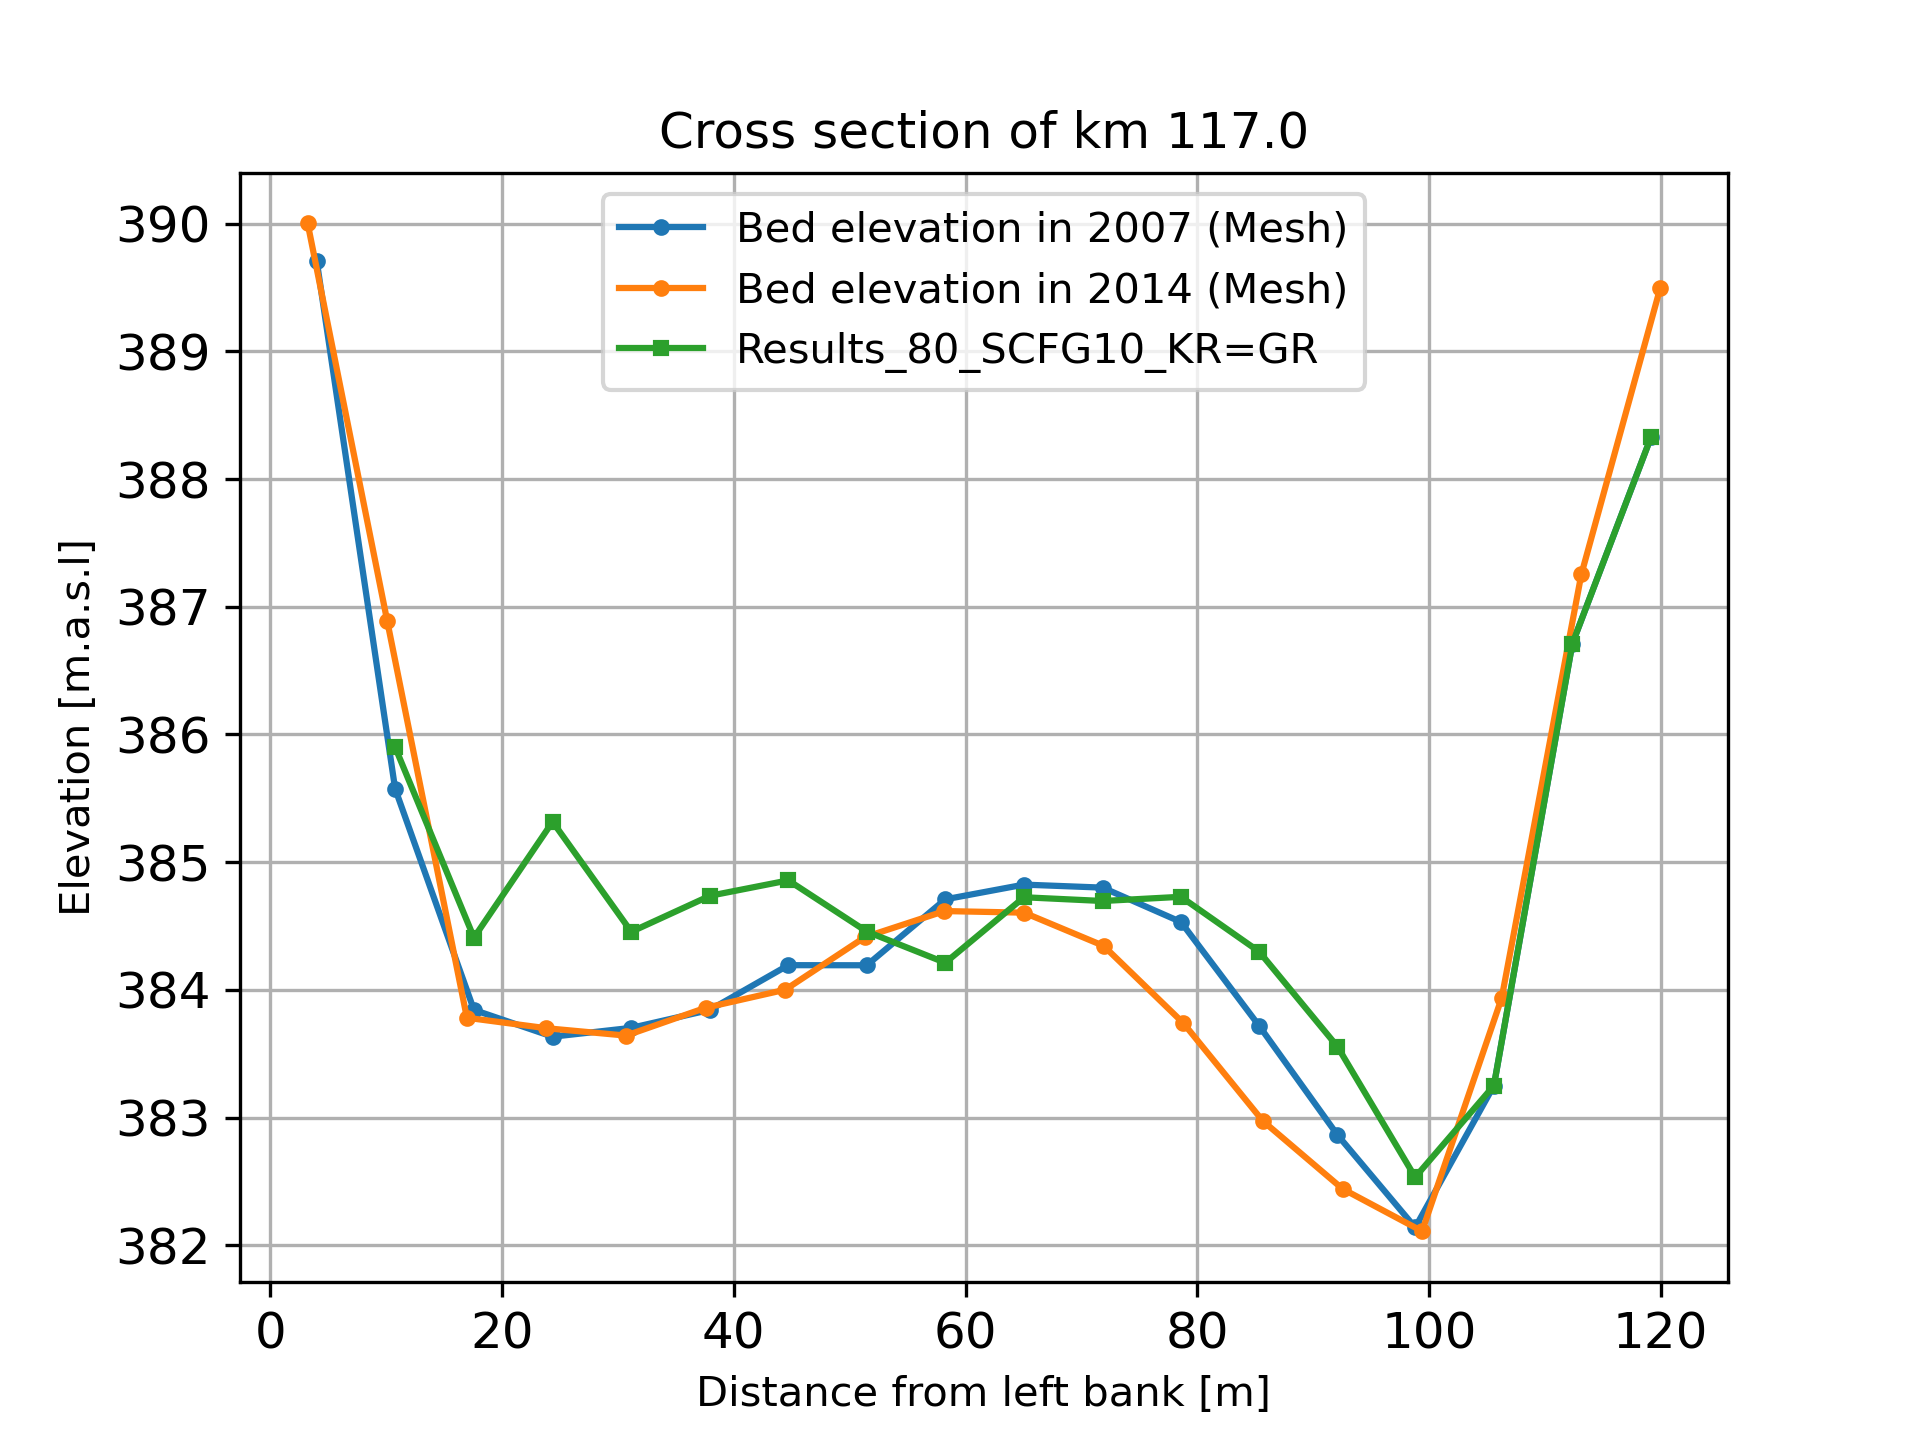 Cross section of km 117.0
Bed elevation in 2007 (Mesh)
Bed elevation in 2014 (Mesh)
Results_80_SCFG10_KR=GR
390
389
388
387
386
385
384
383
382
Elevation [m.a.s.l]
0 20 40 60 80 100 120
Distance from left bank [m]